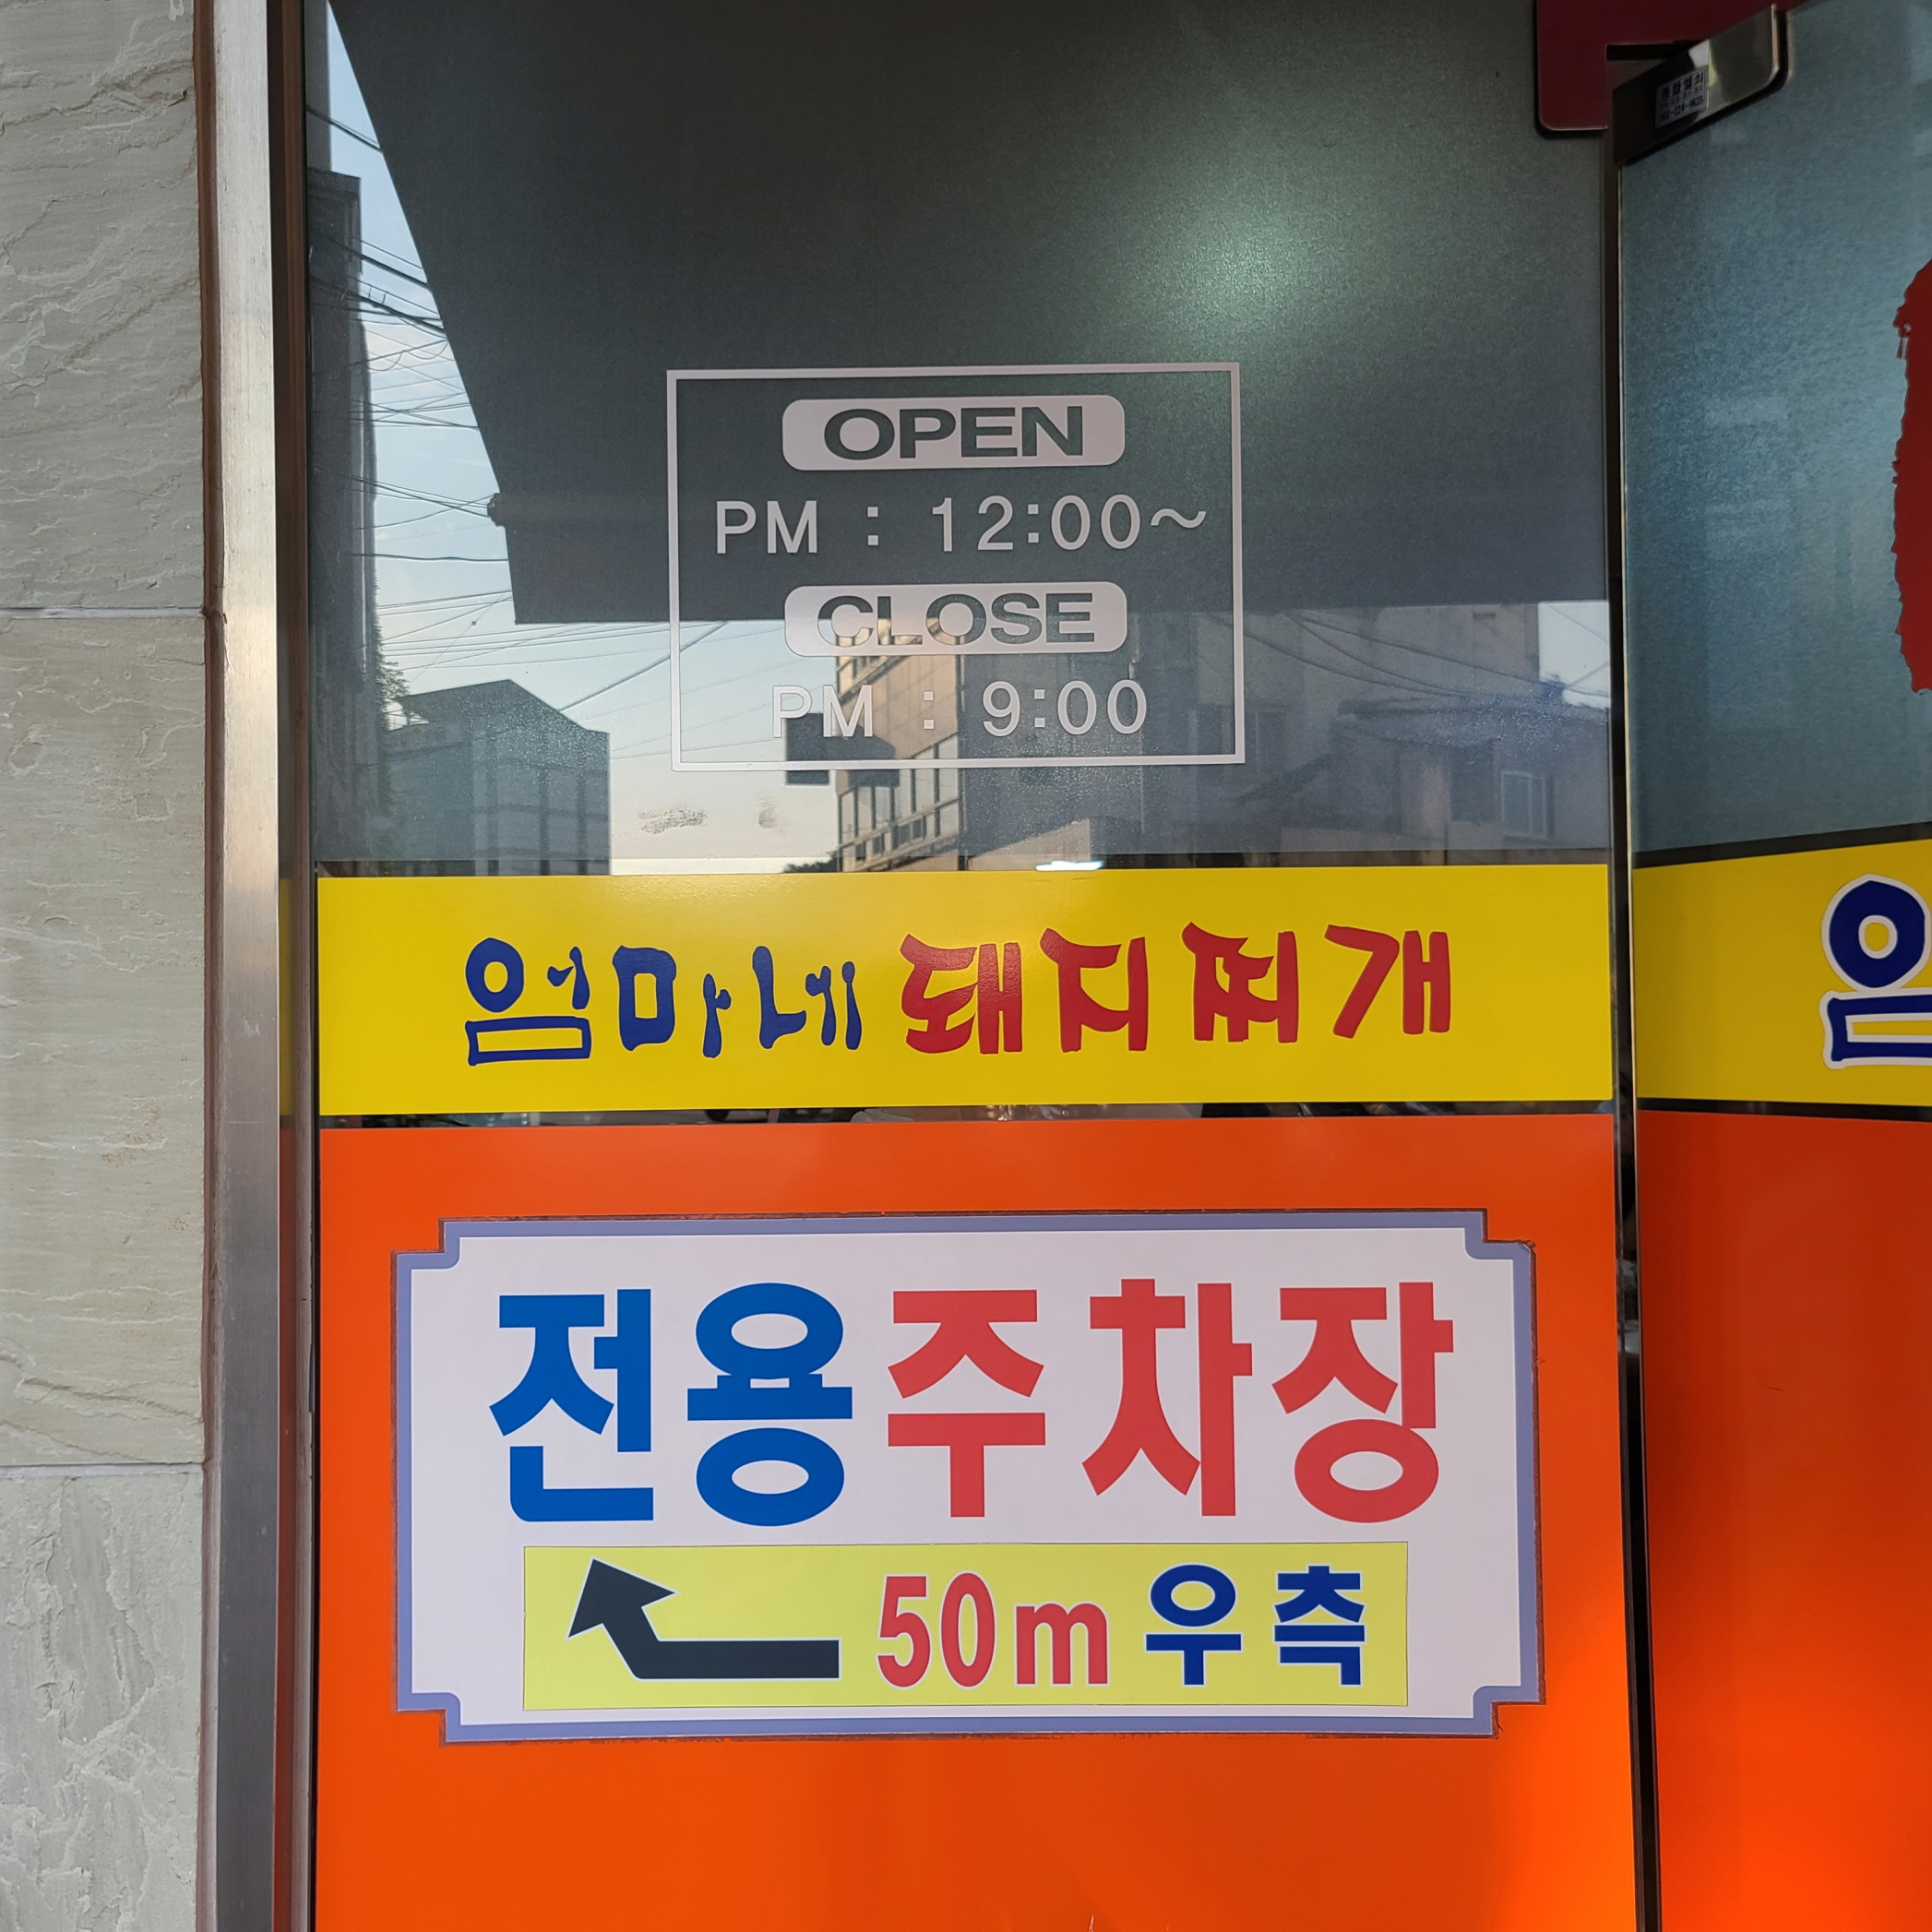 OPEN
PM : 12:00~
CLOSE
PM : 9:00
엄마네 돼지찌개
전용주차장
50m 우측